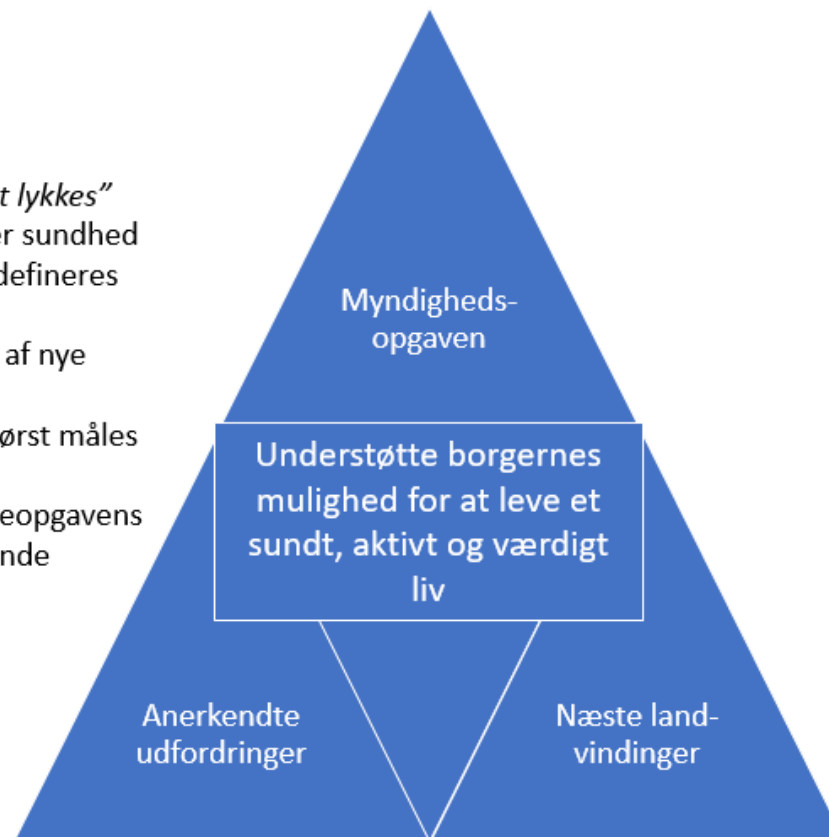 t lykkes”
er sundhed
defineres
af nye
ørst måles
eopgavens
nde
Myndigheds-
opgaven
Understøtte borgernes
mulighed for at leve et
sundt, aktivt og værdigt
liv
Anerkendte
udfordringer
Næste land-
vindinger